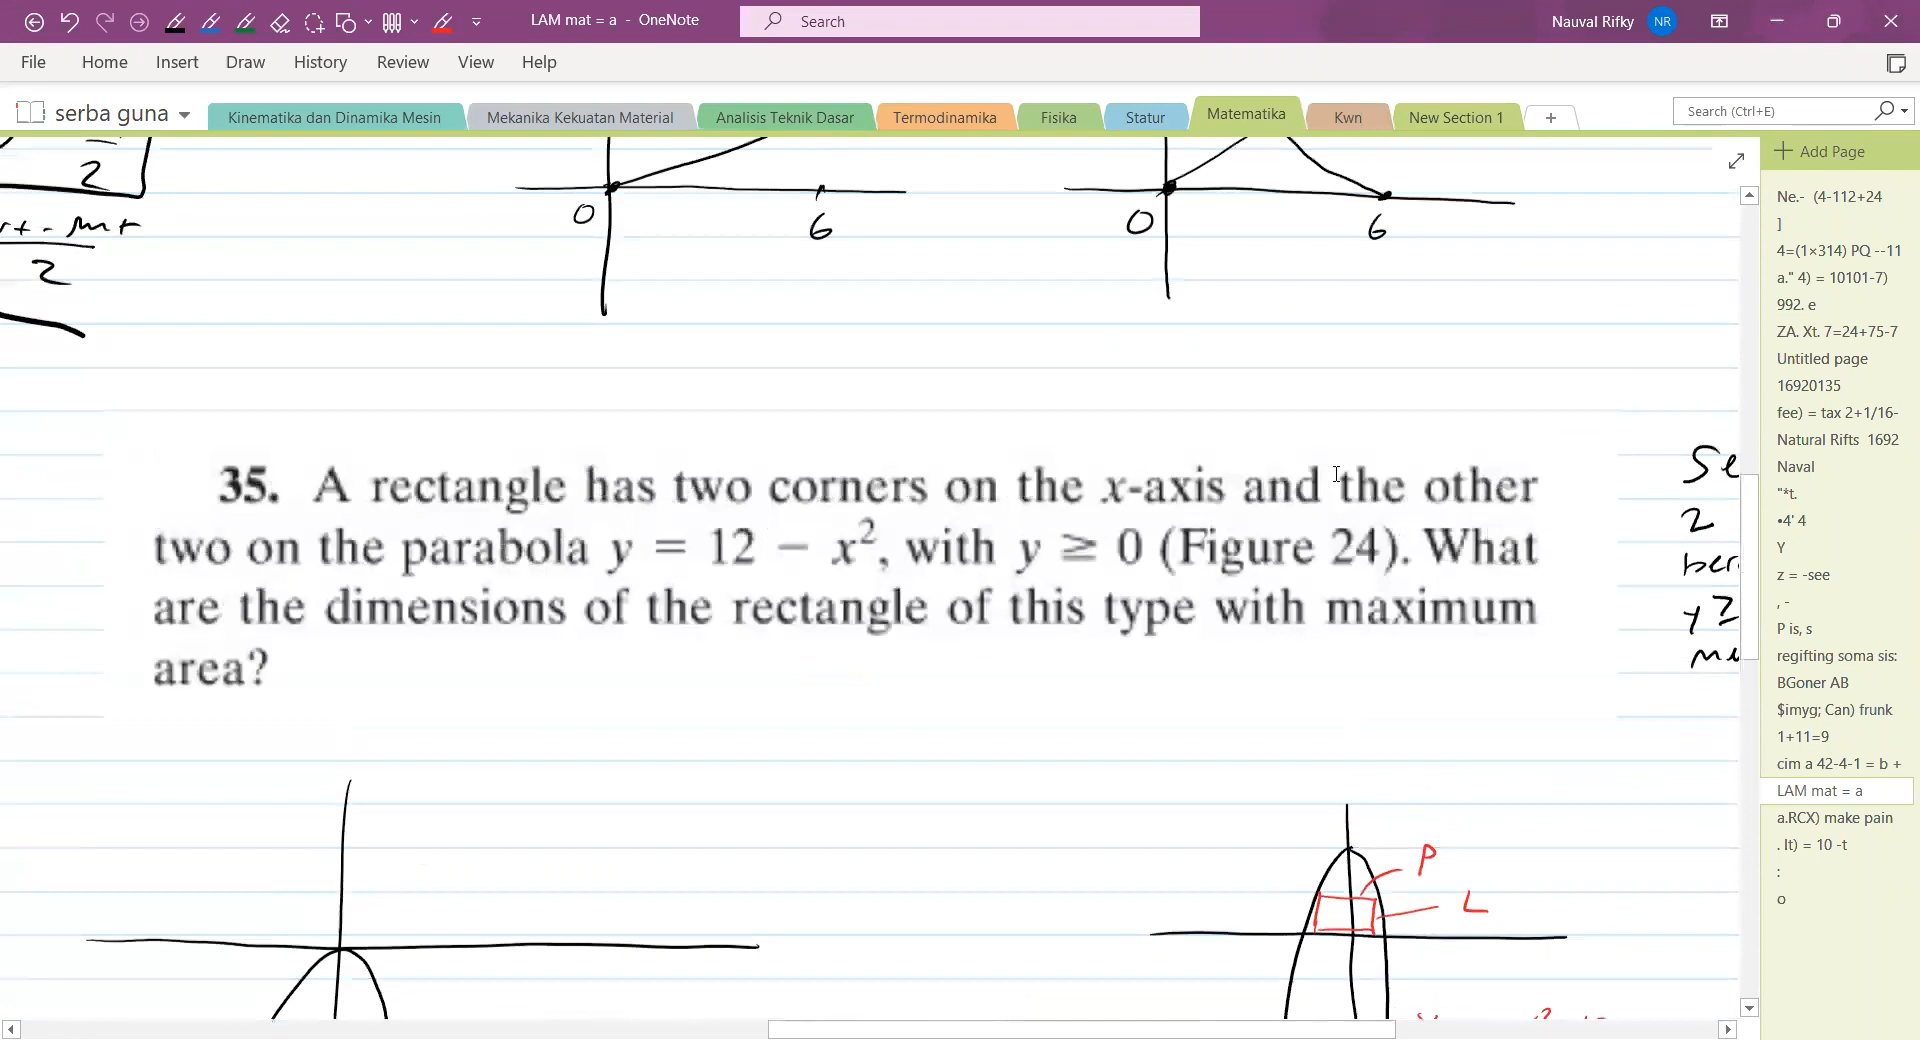 LAM mat = a - OneNote
Search
Nauval Rifky NR
File Home Insert Draw History Review View Help
serba guna
Kinematika dan Dinamika Mesin
Mekanika Kekuatan Material
Analisis Teknik Dasar
Termodinamika
Fisika
Statur
Matematika
Kwn
New Section 1
+
Search (Ctrl+E)
2
2
0
6
0
6
35. A rectangle has two corners on the x-axis and the other
two on the parabola y = 12 − x², with y ≥ 0 (Figure 24). What
are the dimensions of the rectangle of this type with maximum
area?
Se
2
ber
y ≥
me
P
L
Add Page
Ne.- (4-112+24
]
4=(1×314) PQ --11
a." 4) = 10101-7)
992. e
ZA. Xt. 7=24+75-7
Untitled page
16920135
fee) = tax 2+1/16-
Natural Rifts 1692
Naval
"*t.
•4' 4
Y
z = -see
, -
P is, s
regifting soma sis:
BGoner AB
$imyg; Can) frunk
1+11=9
cim a 42-4-1 = b +
LAM mat = a
a.RCX) make pain
. It) = 10 -t
:
o